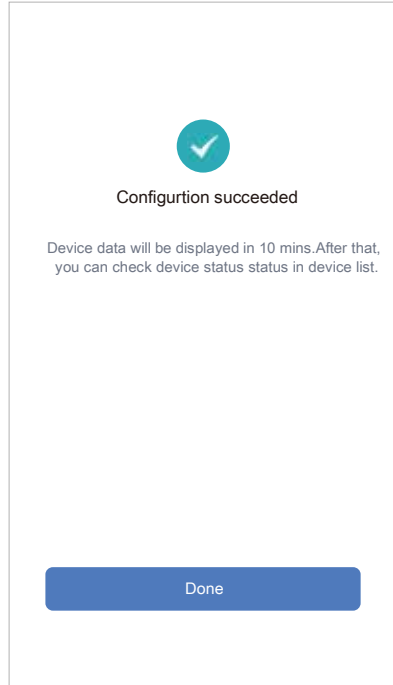 Configurtion succeeded
Device data will be displayed in 10 mins.After that,
you can check device status status in device list.
Done